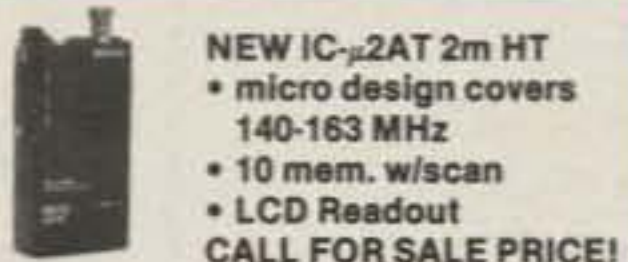 NEW IC-μ2AT 2m HT
• micro design covers
140-163 MHz
• 10 mem. w/scan
• LCD Readout
CALL FOR SALE PRICE!